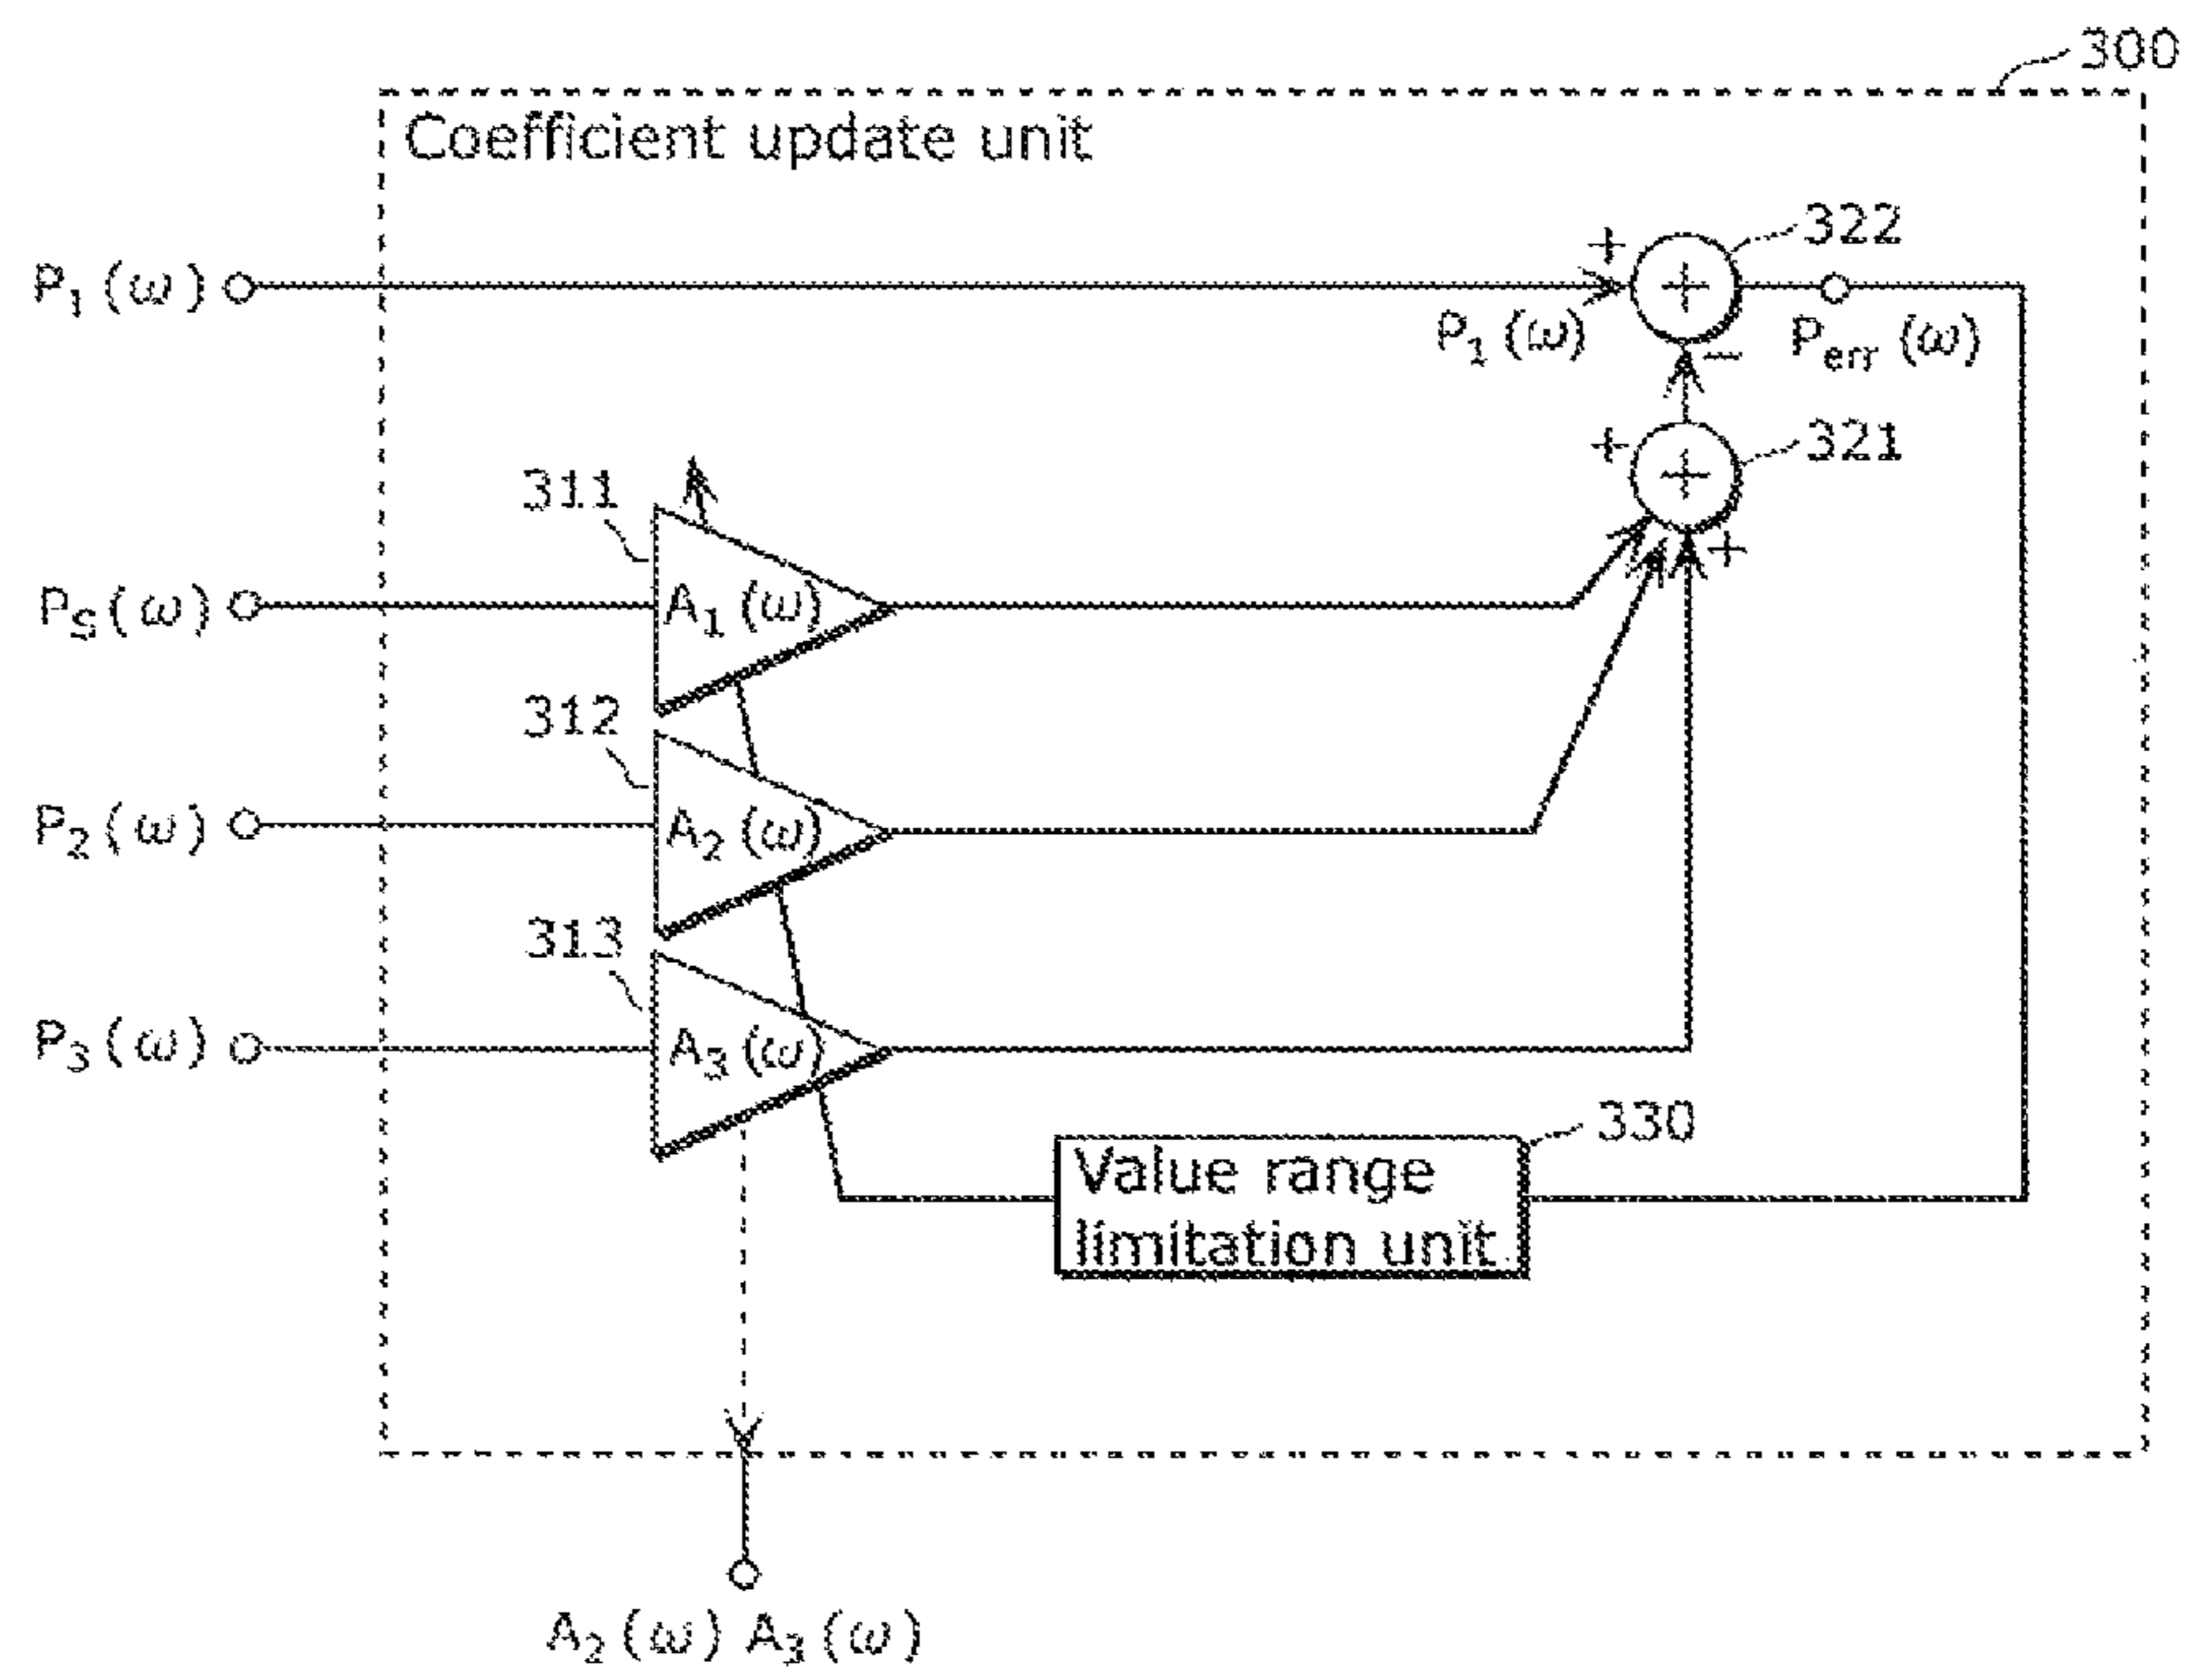 300
Coefficient update unit
322
P₁(ω)
P₁(ω)
Perr(ω)
321
311
Pₛ(ω)
A₁(ω)
312
P₂(ω)
A₂(ω)
313
P₃(ω)
A₃(ω)
330
Value range
limitation unit
A₂(ω) A₃(ω)
+
+
−
+
+
+